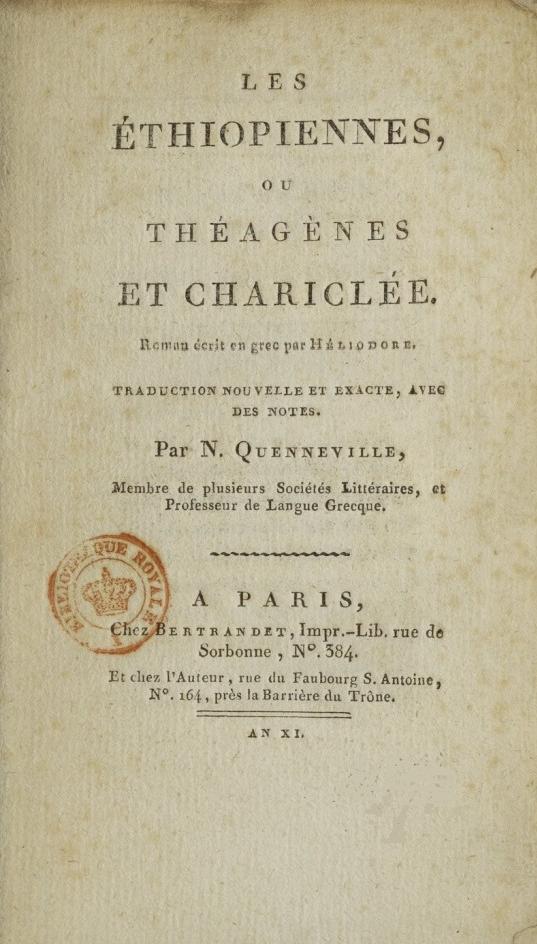 LES
ÉTHIOPIENNES,
OU
THÉAGÈNES
ET CHARICLÉE.
Roman écrit en grec par HÉLIODORE.
TRADUCTION NOUVELLE ET EXACTE, AVEC
DES NOTES.
Par N. QUENNEVILLE,
Membre de plusieurs Sociétés Littéraires, et
Professeur de Langue Grecque.
BIBLIOTHEQUE ROYALE
A PARIS,
Chez BERTRANDET, Impr.-Lib. rue de
Sorbonne, N°. 384.
Et chez l'Auteur, rue du Faubourg S. Antoine,
N°. 164, près la Barrière du Trône.
AN XI.